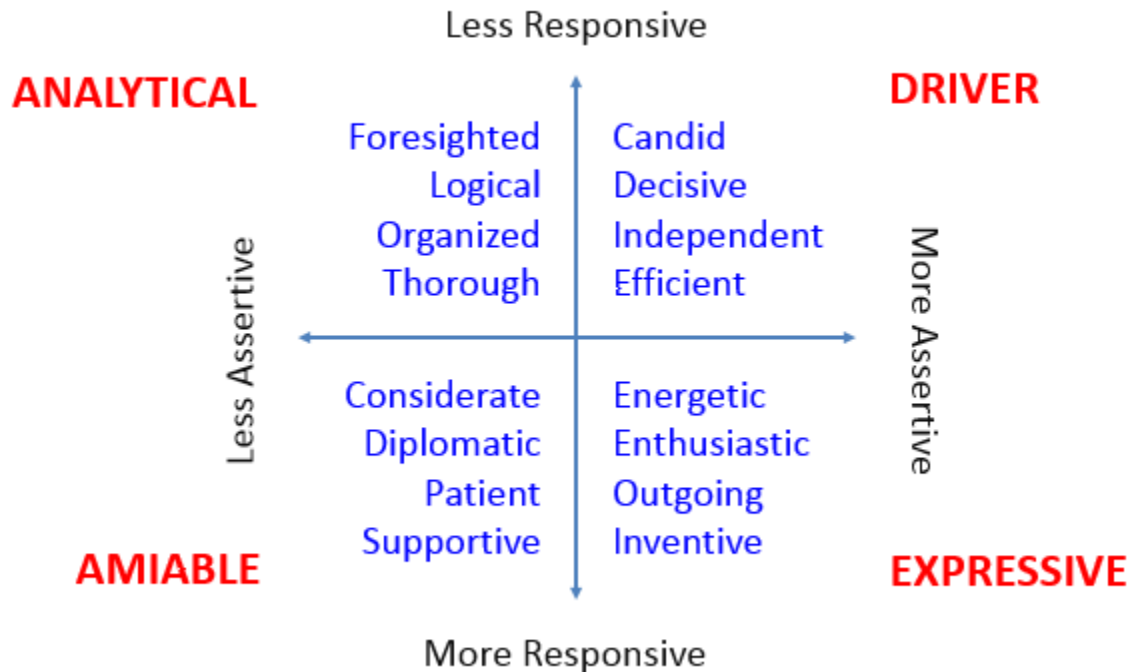 Less Responsive
ANALYTICAL
DRIVER
Foresighted
Logical
Organized
Thorough
Candid
Decisive
Independent
Efficient
Less Assertive
More Assertive
Considerate
Diplomatic
Patient
Supportive
Energetic
Enthusiastic
Outgoing
Inventive
AMIABLE
EXPRESSIVE
More Responsive